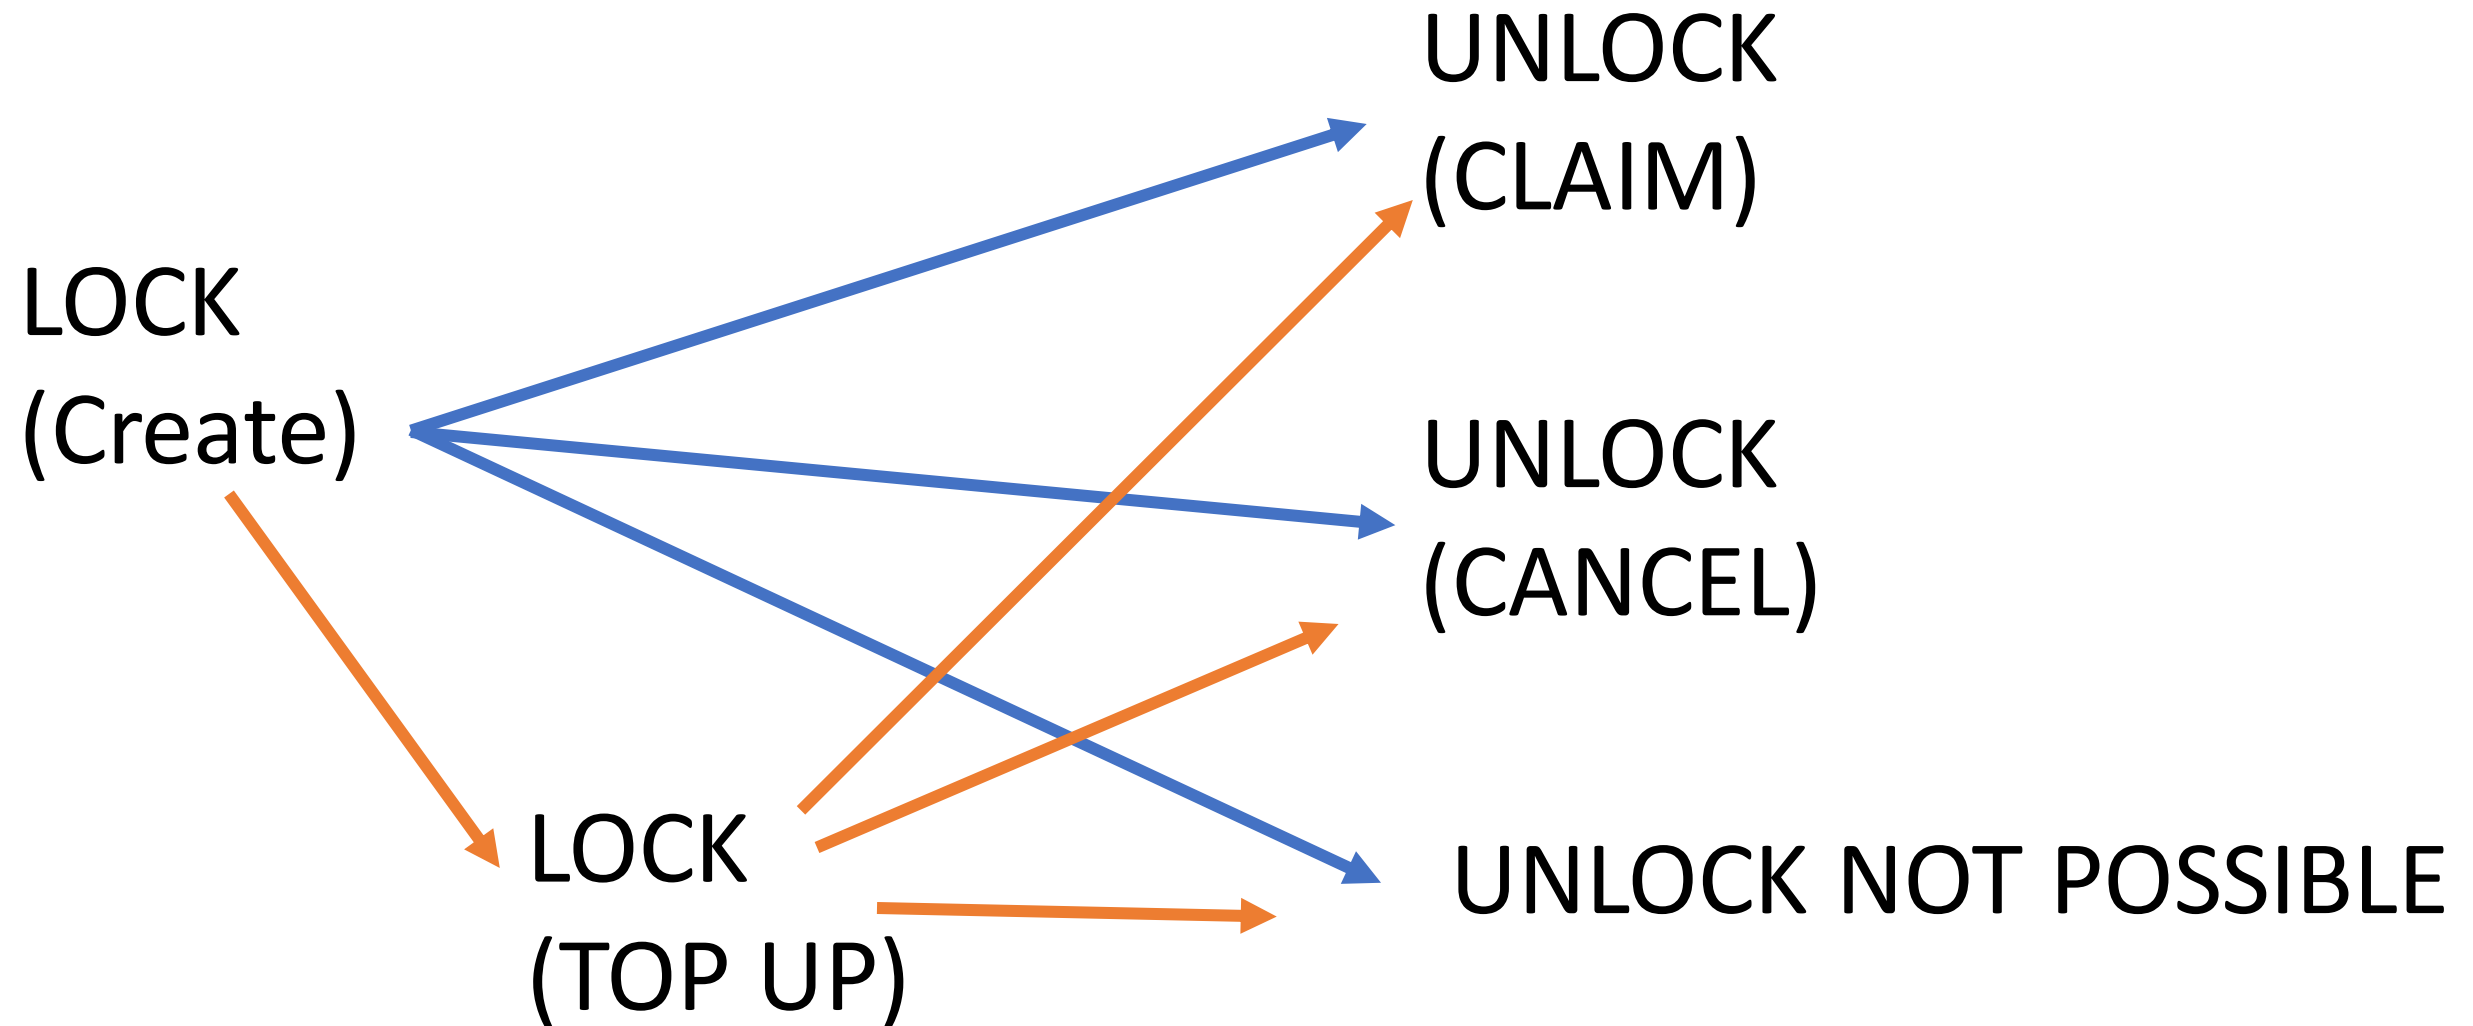 UNLOCK
(CLAIM)
LOCK
(Create)
UNLOCK
(CANCEL)
LOCK
(TOP UP)
UNLOCK NOT POSSIBLE